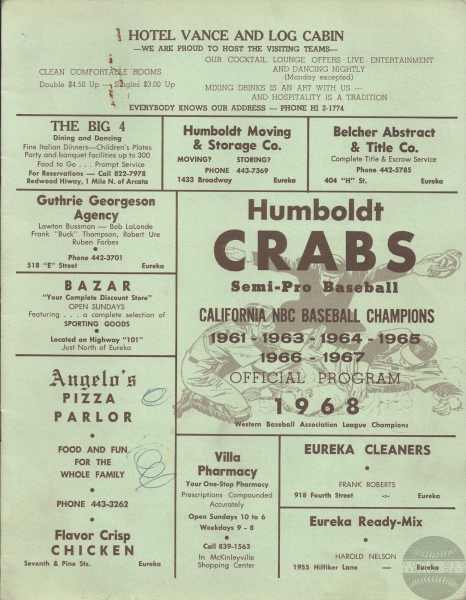 HOTEL VANCE AND LOG CABIN
—WE ARE PROUD TO HOST THE VISITING TEAMS—
CLEAN COMFORTABLE ROOMS
Double $4.50 Up — Singles $3.00 Up
OUR COCKTAIL LOUNGE OFFERS LIVE ENTERTAINMENT
AND DANCING NIGHTLY
(Monday excepted)
MIXING DRINKS IS AN ART WITH US —
AND HOSPITALITY IS A TRADITION
EVERYBODY KNOWS OUR ADDRESS — PHONE HI 2-1774
THE BIG 4
Dining and Dancing
Fine Italian Dinners—Children's Plates
Party and banquet facilities up to 300
Food to Go . . . Prompt Service
For Reservations — Call 822-7978
Redwood Hiway, 1 Mile N. of Arcata
Humboldt Moving
& Storage Co.
MOVING? STORING?
PHONE 443-7369
1433 Broadway Eureka
Belcher Abstract
& Title Co.
Complete Title & Escrow Service
Phone 442-5785
404 "H" St. Eureka
Guthrie Georgeson
Agency
Lawton Bussman — Bob LaLonde
Frank "Buck" Thompson, Robert Ure
Ruben Forbes
Phone 442-3701
518 "E" Street Eureka
BAZAR
"Your Complete Discount Store"
OPEN SUNDAYS
Featuring . . . a complete selection of
SPORTING GOODS
Located on Highway "101"
Just North of Eureka
Angelo's
PIZZA
PARLOR
FOOD AND FUN
FOR THE
WHOLE FAMILY
PHONE 443-3262
Flavor Crisp
CHICKEN
Seventh & Pine Sts. Eureka
Humboldt
CRABS
Semi-Pro Baseball
CALIFORNIA NBC BASEBALL CHAMPIONS
1961 - 1963 - 1964 - 1965
1966 - 1967
OFFICIAL PROGRAM
1968
Western Baseball Association League Champions
Villa
Pharmacy
Your One-Stop Pharmacy
Prescriptions Compounded
Accurately
Open Sundays 10 to 6
Weekdays 9 - 8
Call 839-1563
In McKinleyville
Shopping Center
EUREKA CLEANERS
FRANK ROBERTS
918 Fourth Street -:- Eureka
Eureka Ready-Mix
HAROLD NELSON
1955 Hilfiker Lane — Eureka